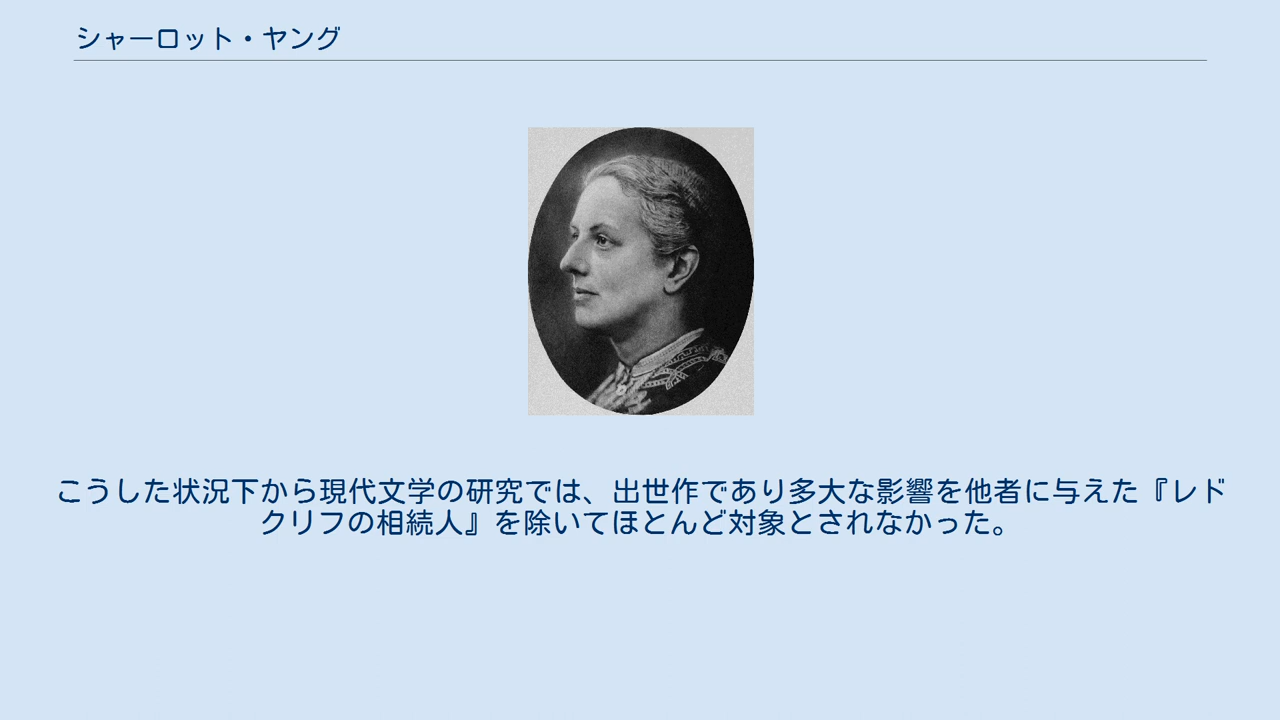 シャーロット・ヤング
こうした状況下から現代文学の研究では、出世作であり多大な影響を他者に与えた『レド
クリフの相続人』を除いてほとんど対象とされなかった。